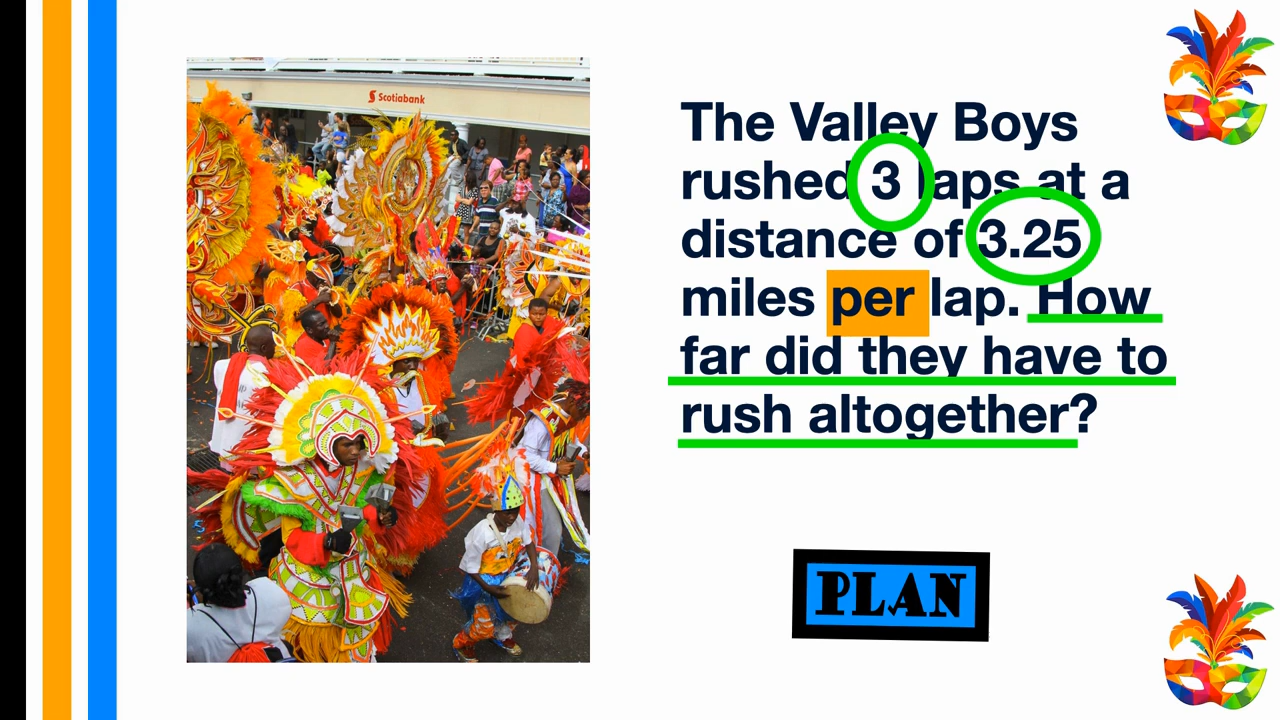 Scotiabank
The Valley Boys
rushed 3 laps at a
distance of 3.25
miles per lap. How
far did they have to
rush altogether?
PLAN